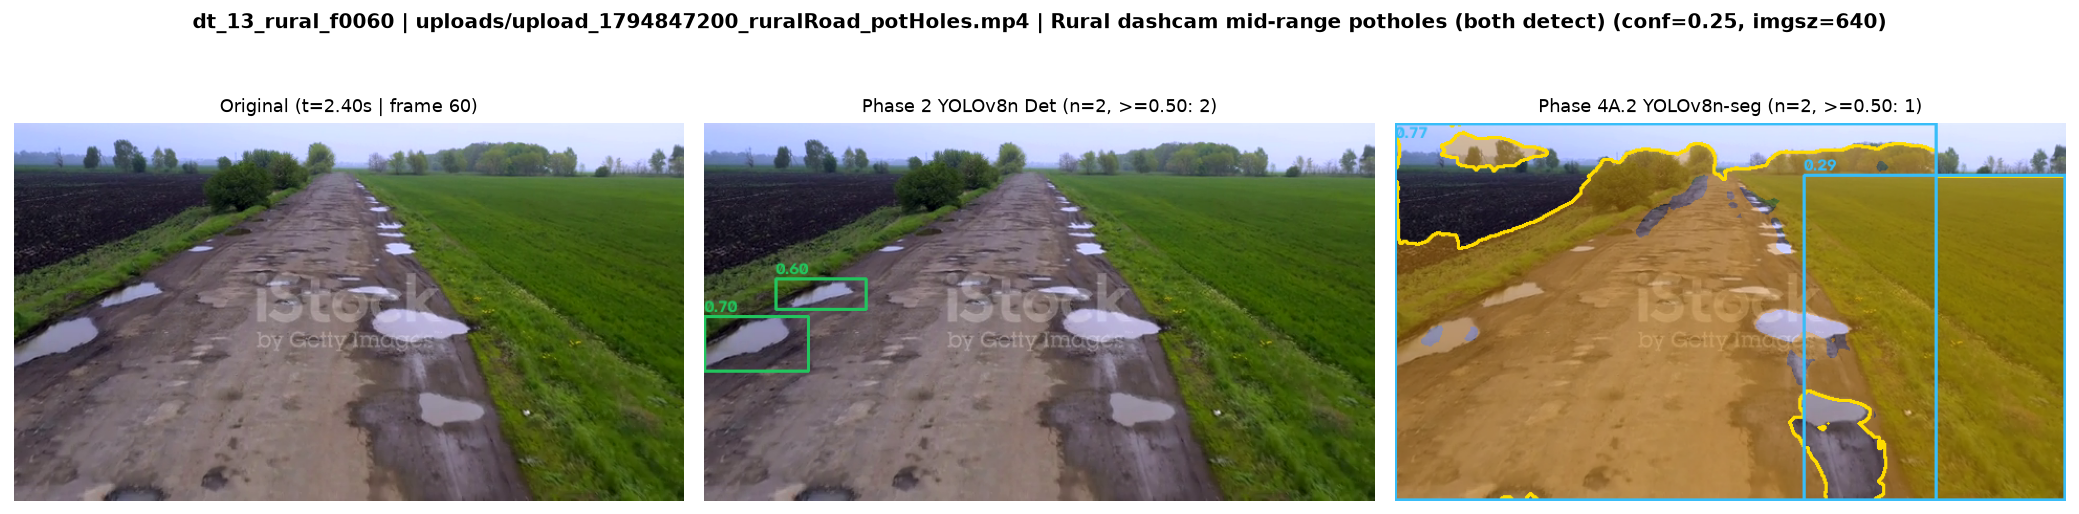 dt_13_rural_f0060 | uploads/upload_1794847200_ruralRoad_potHoles.mp4 | Rural dashcam mid-range potholes (both detect) (conf=0.25, imgsz=640)
Original (t=2.40s | frame 60)
iStock
by Getty Images
Phase 2 YOLOv8n Det (n=2, >=0.50: 2)
0.60
0.70
iStock
by Getty Images
Phase 4A.2 YOLOv8n-seg (n=2, >=0.50: 1)
0.77
0.29
iStock
by Getty Images